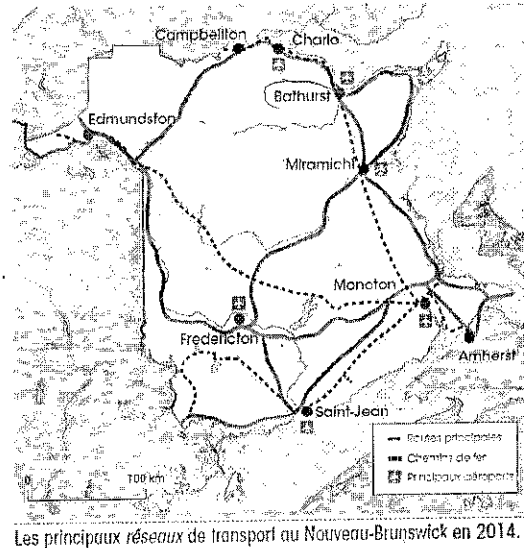 Campbellton
Charlo
Bathurst
Edmundston
Miramichi
Moncton
Fredericton
Amherst
Saint-Jean
Routes principales
Chemins de fer
Principaux aéroports
0 100 km
Les principaux réseaux de transport au Nouveau-Brunswick en 2014.